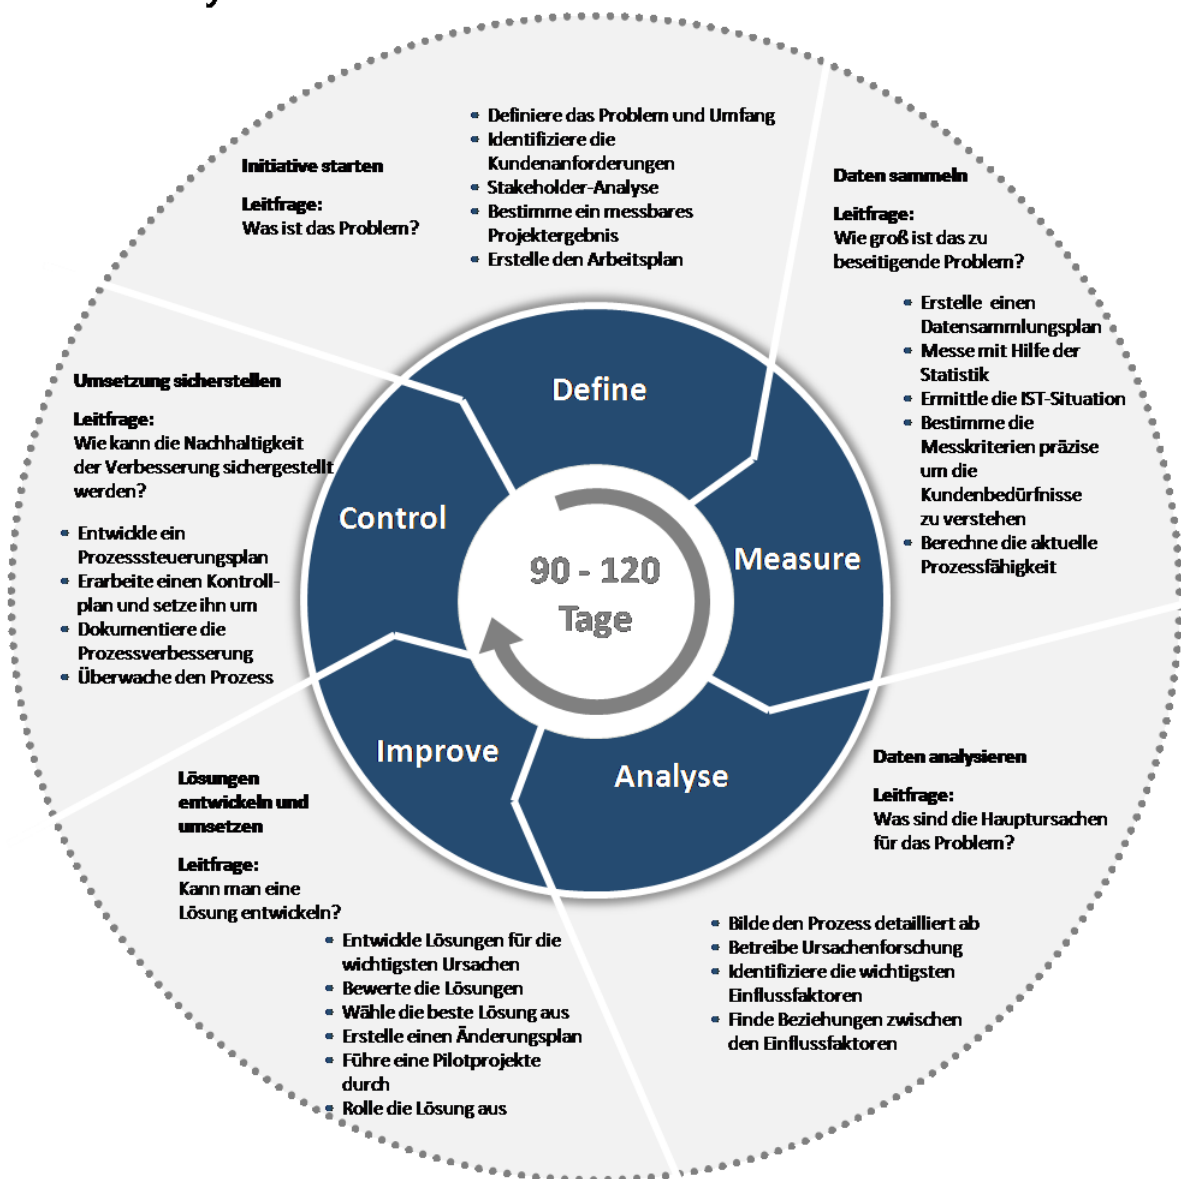 Initiative starten
Leitfrage:
Was ist das Problem?
• Definiere das Problem und Umfang
• Identifiziere die
Kundenanforderungen
• Stakeholder-Analyse
• Bestimme ein messbares
Projektergebnis
• Erstelle den Arbeitsplan
Daten sammeln
Leitfrage:
Wie groß ist das zu
beseitigende Problem?
• Erstelle einen
Datensammlungsplan
• Messe mit Hilfe der
Statistik
• Ermittle die IST-Situation
• Bestimme die
Messkriterien präzise
um die
Kundenbedürfnisse
zu verstehen
• Berechne die aktuelle
Prozessfähigkeit
Daten analysieren
Leitfrage:
Was sind die Hauptursachen
für das Problem?
• Bilde den Prozess detailliert ab
• Betreibe Ursachenforschung
• Identifiziere die wichtigsten
Einflussfaktoren
• Finde Beziehungen zwischen
den Einflussfaktoren
Lösungen
entwickeln und
umsetzen
Leitfrage:
Kann man eine
Lösung entwickeln?
• Entwickle Lösungen für die
wichtigsten Ursachen
• Bewerte die Lösungen
• Wähle die beste Lösung aus
• Erstelle einen Änderungsplan
• Führe eine Pilotprojekte
durch
• Rolle die Lösung aus
Umsetzung sicherstellen
Leitfrage:
Wie kann die Nachhaltigkeit
der Verbesserung sichergestellt
werden?
• Entwickle ein
Prozesssteuerungsplan
• Erarbeite einen Kontroll-
plan und setze ihn um
• Dokumentiere die
Prozessverbesserung
• Überwache den Prozess
Define
Measure
Analyse
Improve
Control
90 - 120
Tage